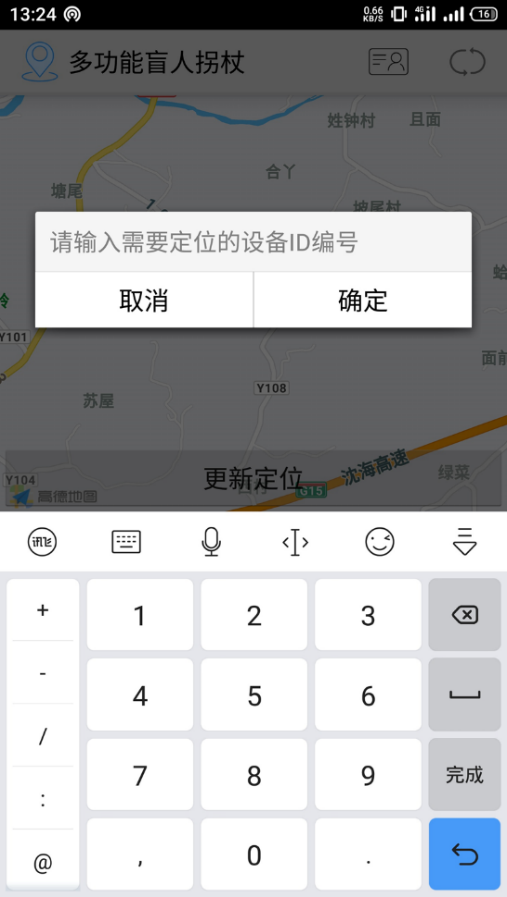 13:24
0.66
KB/S
4G
16
多功能盲人拐杖
姓钟村
且面
合丫
塘尾
坡尾村
请输入需要定位的设备ID编号
取消
确定
Y101
面前
Y108
苏屋
沈海高速
更新定位
Y104
绿菜
高德地图
G15
讯飞
+
1
2
3
-
4
5
6
/
7
8
9
完成
:
@
,
0
.